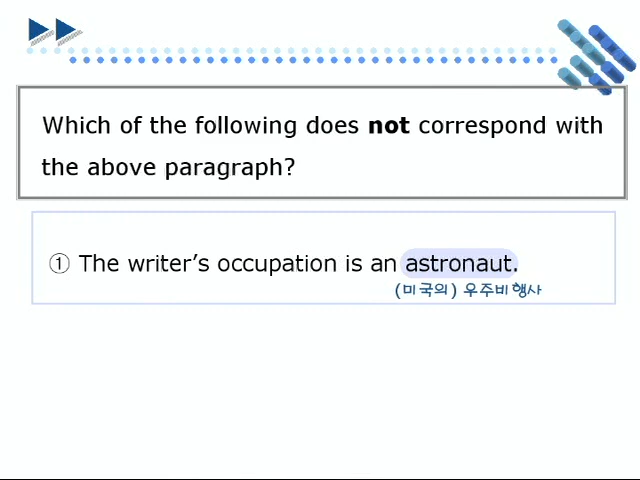 Which of the following does not correspond with
the above paragraph?
① The writer's occupation is an astronaut.
(미국의) 우주비행사